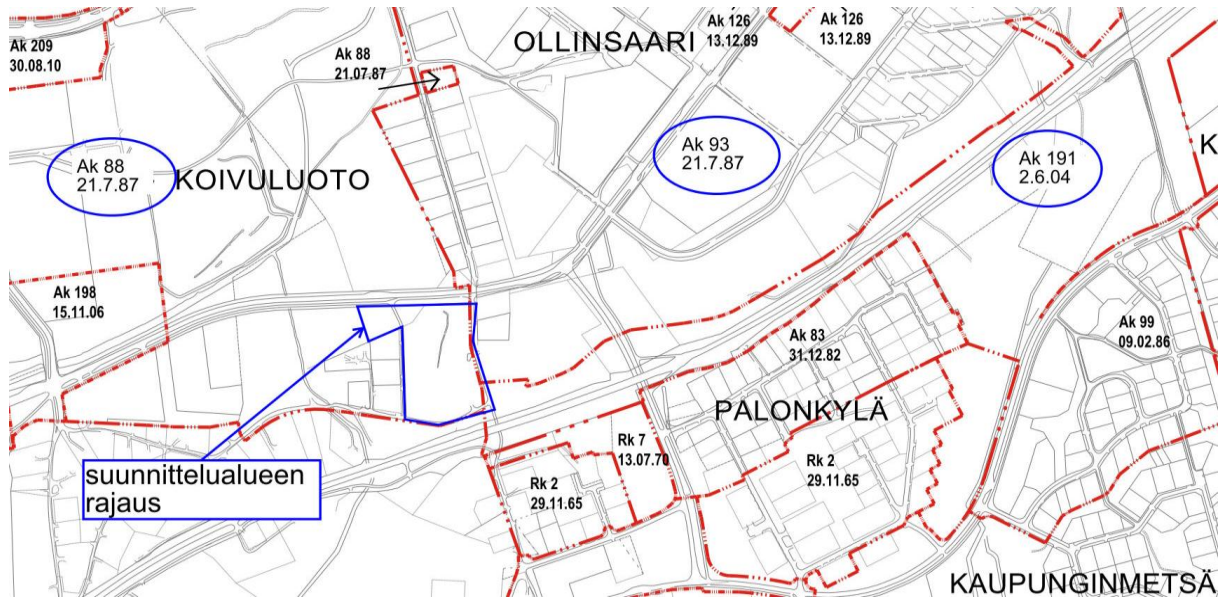 Ak 209
30.08.10
Ak 88
21.07.87
OLLINSAARI
Ak 126
13.12.89
Ak 126
13.12.89
Ak 88
21.7.87
KOIVULUOTO
Ak 93
21.7.87
Ak 191
2.6.04
K
Ak 198
15.11.06
Ak 83
31.12.82
Ak 99
09.02.86
PALONKYLÄ
suunnittelualueen
rajaus
Rk 7
13.07.70
Rk 2
29.11.65
Rk 2
29.11.65
KAUPUNGINMETSÄ